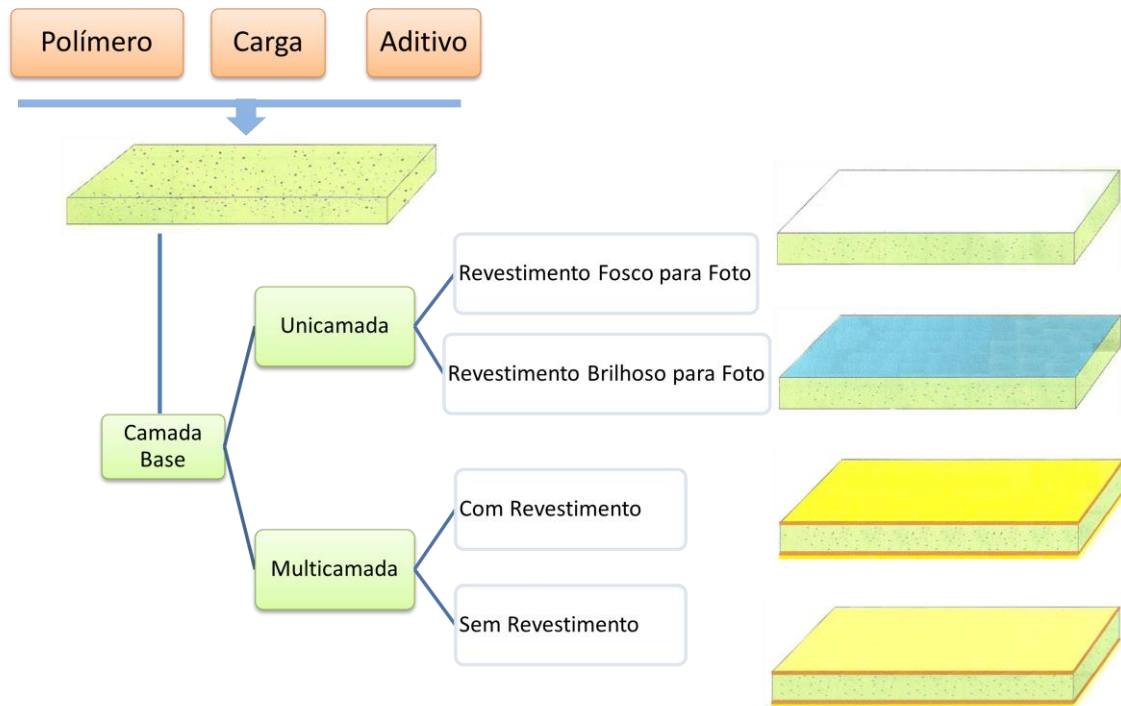 Polímero
Carga
Aditivo
Revestimento Fosco para Foto
Unicamada
Revestimento Brilhoso para Foto
Camada
Base
Com Revestimento
Multicamada
Sem Revestimento